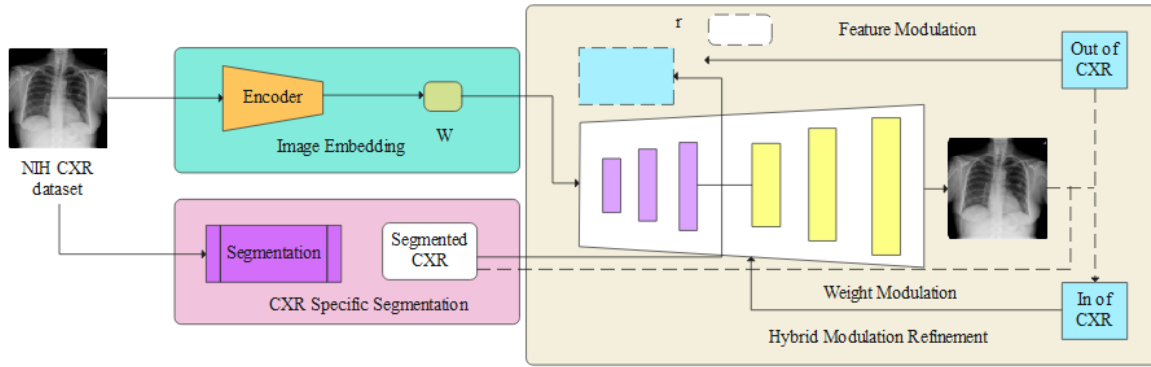 NIH CXR
dataset
Encoder
W
Image Embedding
Segmentation
Segmented
CXR
CXR Specific Segmentation
r
Feature Modulation
Out of
CXR
Weight Modulation
In of
CXR
Hybrid Modulation Refinement